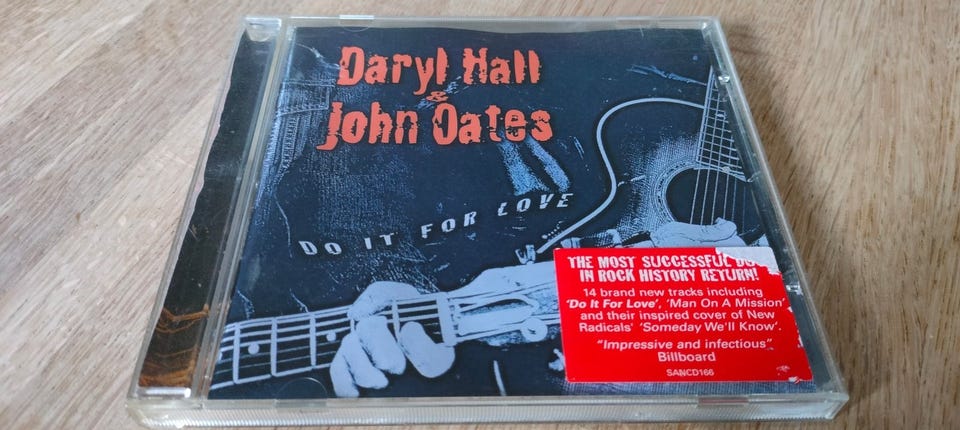 Daryl Hall
&
John Oates
DO IT FOR LOVE
THE MOST SUCCESSFUL
IN ROCK HISTORY RETURN!
14 brand new tracks including
'Do It For Love', 'Man On A Mission'
and their inspired cover of New
Radicals' 'Someday We'll Know'.
"Impressive and infectious"
Billboard
SANCD166